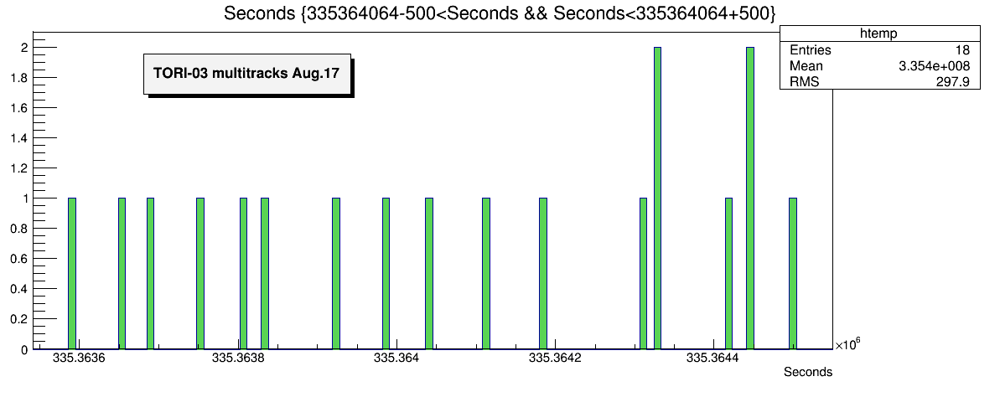 Seconds {335364064-500<Seconds && Seconds<335364064+500}
htemp
Entries 18
Mean 3.354e+008
RMS 297.9
TORI-03 multitracks Aug.17
2
1.8
1.6
1.4
1.2
1
0.8
0.6
0.4
0.2
0
335.3636 335.3638 335.364 335.3642 335.3644 ×10⁶
Seconds